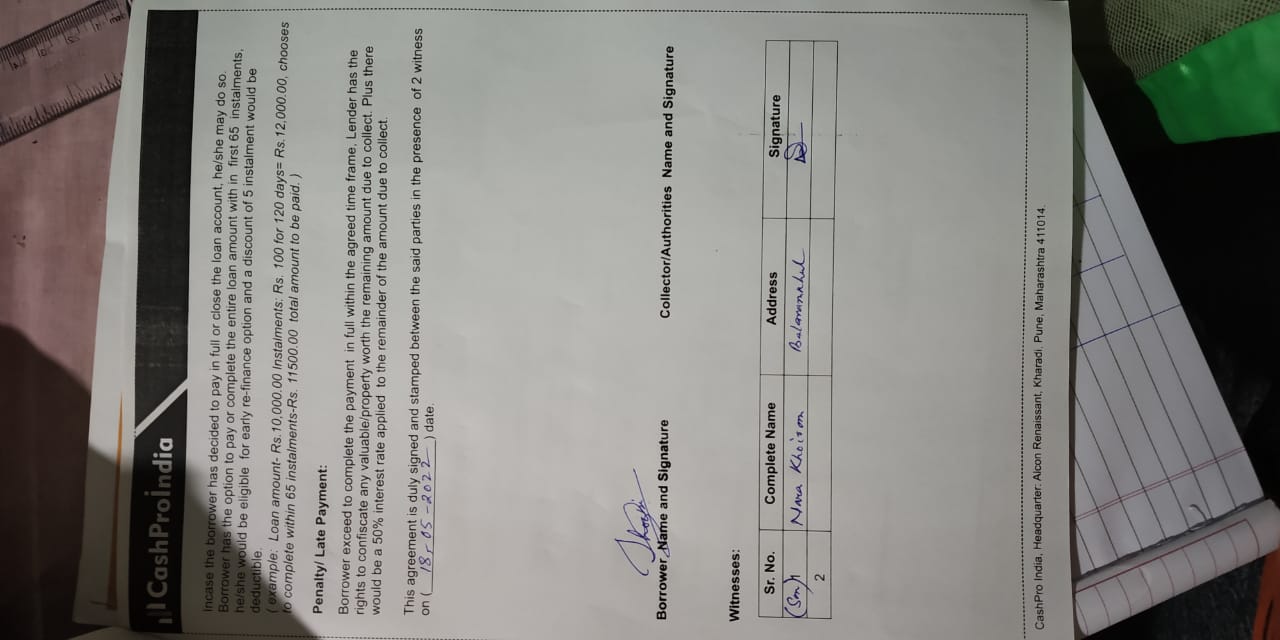 CashProIndia
Incase the borrower has decided to pay in full or close the loan account, he/she may do so.
Borrower has the option to pay or complete the entire loan amount with in first 65 instalments,
he/she would be eligible for early re-finance option and a discount of 5 instalment would be
deductible.
( example: Loan amount- Rs.10,000.00 Instalments: Rs. 100 for 120 days= Rs.12,000.00, chooses
to complete within 65 instalments-Rs. 11500.00 total amount to be paid. )
Penalty/ Late Payment:
Borrower exceed to complete the payment in full within the agreed time frame, Lender has the
rights to confiscate any valuable/property worth the remaining amount due to collect. Plus there
would be a 50% interest rate applied to the remainder of the amount due to collect.
This agreement is duly signed and stamped between the said parties in the presence of 2 witness
on ( 18-05-2022 ) date.
Borrower Name and Signature Collector/Authorities Name and Signature
Witnesses:
Sr. No. Complete Name Address Signature
(Son) 1 Khoison
2
CashPro India, Headquarter: Alcon Renaissant, Kharadi, Pune, Maharashtra 411014.